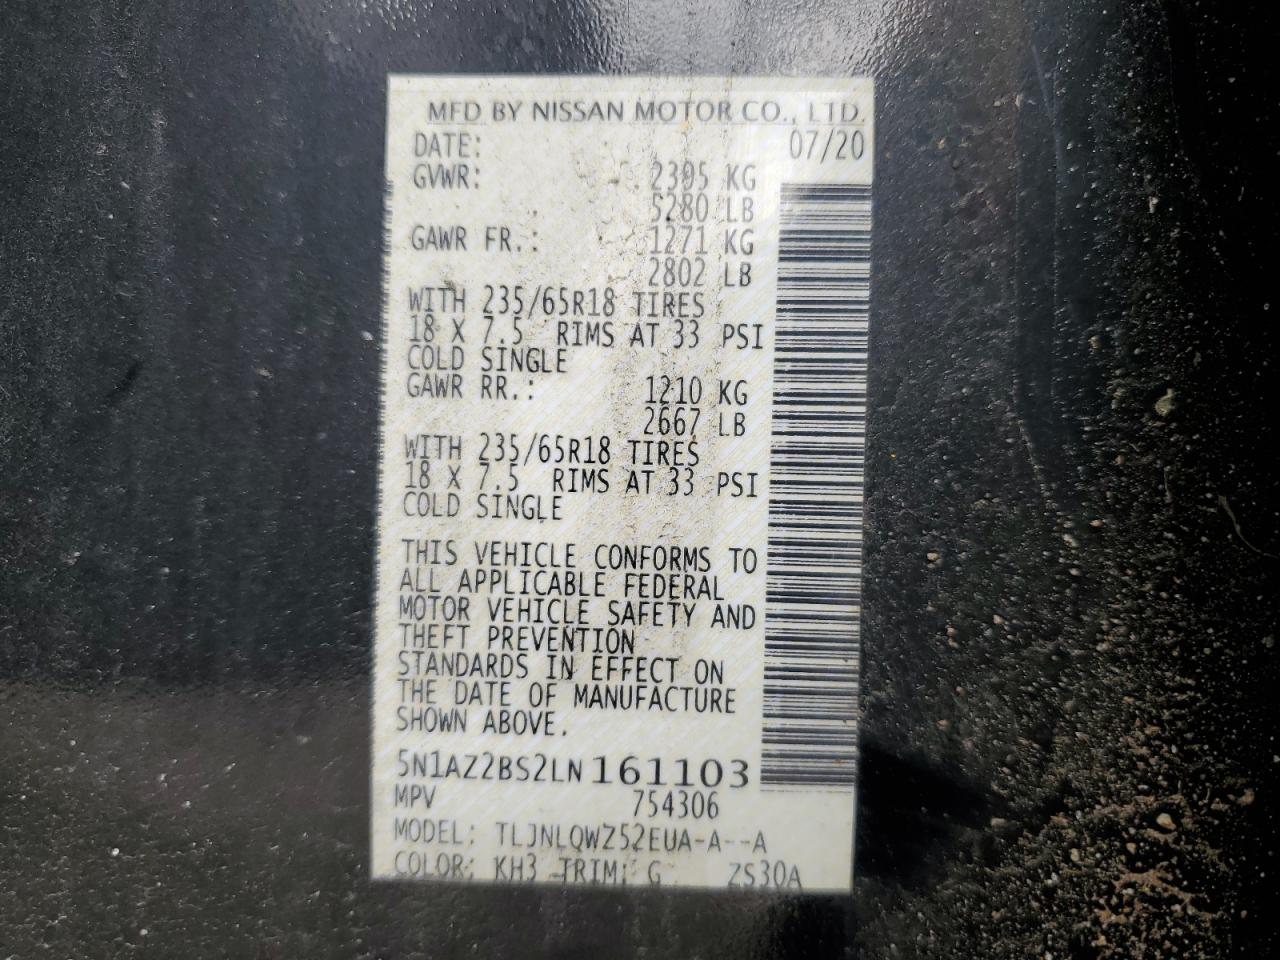 MFD BY NISSAN MOTOR CO., LTD.
DATE: 07/20
GVWR: 2395 KG
5280 LB
GAWR FR.: 1271 KG
2802 LB
WITH 235/65R18 TIRES
18 X 7.5 RIMS AT 33 PSI
COLD SINGLE
GAWR RR.: 1210 KG
2667 LB
WITH 235/65R18 TIRES
18 X 7.5 RIMS AT 33 PSI
COLD SINGLE
THIS VEHICLE CONFORMS TO
ALL APPLICABLE FEDERAL
MOTOR VEHICLE SAFETY AND
THEFT PREVENTION
STANDARDS IN EFFECT ON
THE DATE OF MANUFACTURE
SHOWN ABOVE.
5N1AZ2BS2LN161103
MPV 754306
MODEL: TLJNLQWZ52EUA-A--A
COLOR: KH3 TRIM: G ZS30A